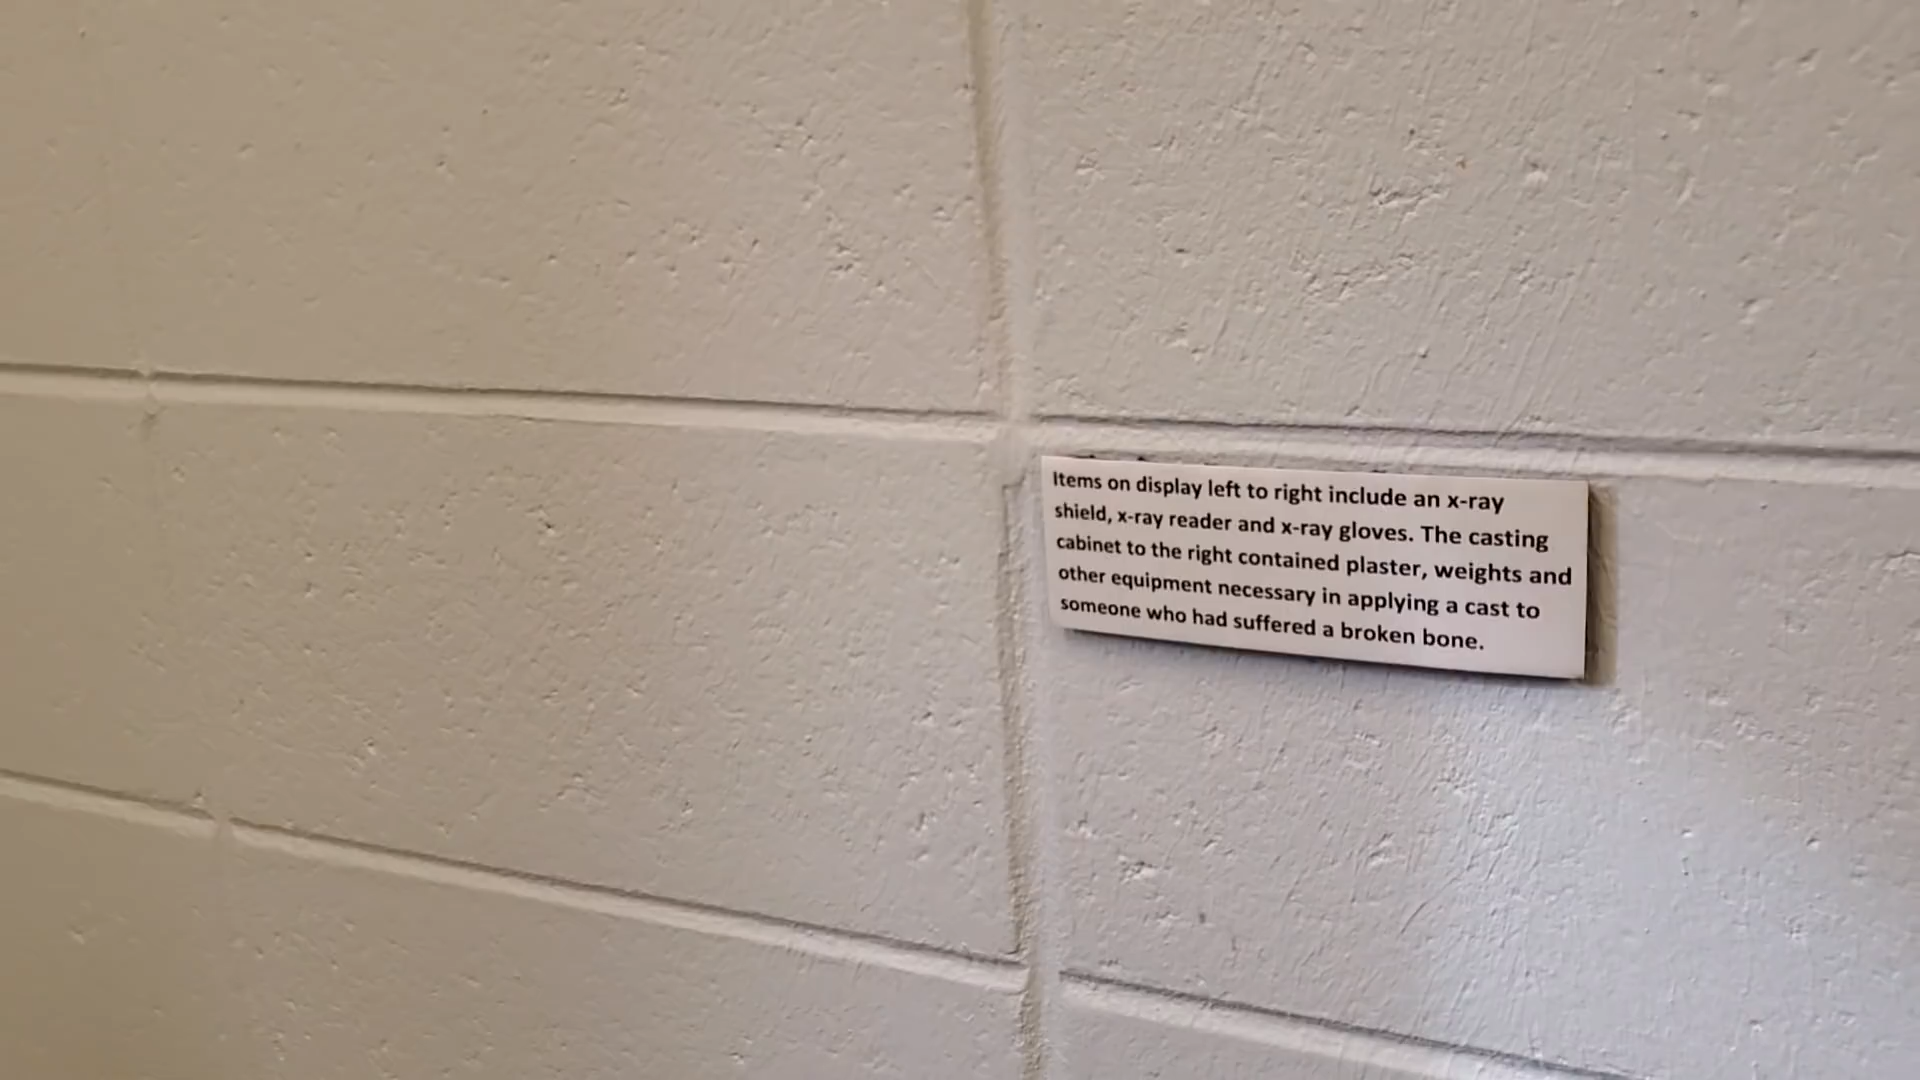 Items on display left to right include an x-ray
shield, x-ray reader and x-ray gloves. The casting
cabinet to the right contained plaster, weights and
other equipment necessary in applying a cast to
someone who had suffered a broken bone.